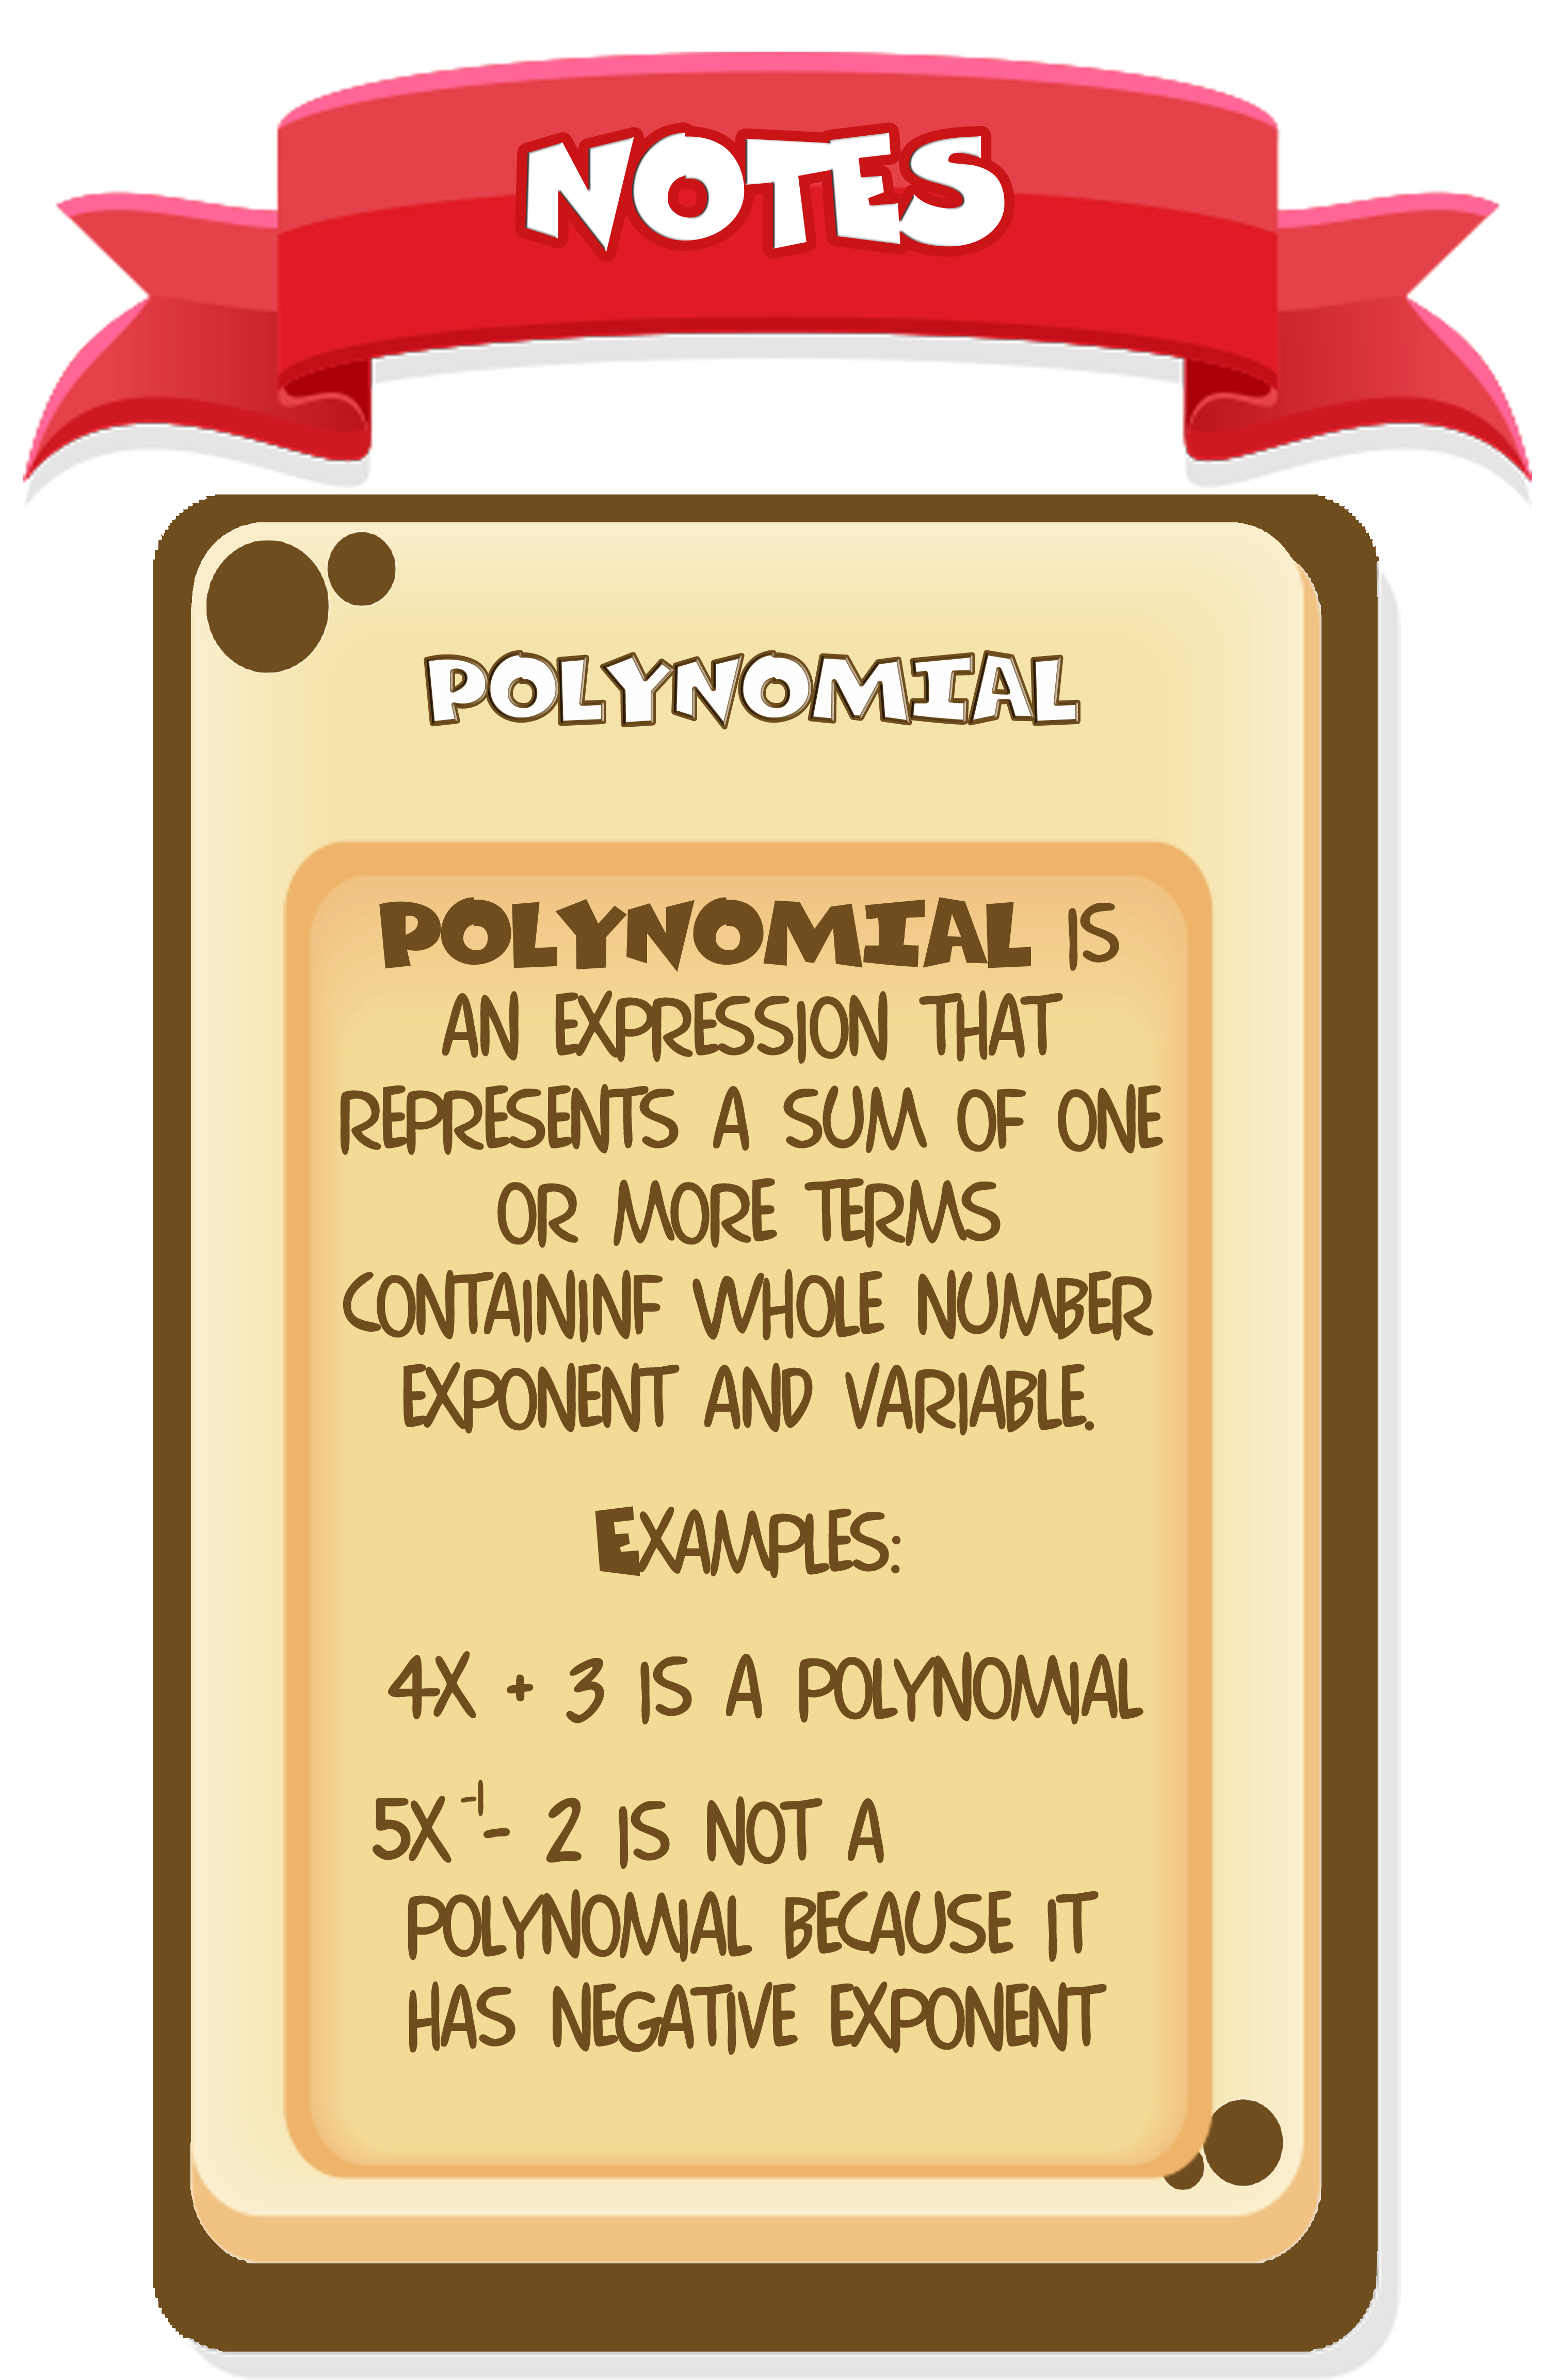 NOTES
POLYNOMIAL
POLYNOMIAL IS
AN EXPRESSION THAT
REPRESENTS A SUM OF ONE
OR MORE TERMS
CONTAININF WHOLE NUMBER
EXPONENT AND VARIABLE.
EXAMPLES:
4X + 3 IS A POLYNOMIAL
5X⁻¹- 2 IS NOT A
POLYNOMIAL BECAUSE IT
HAS NEGATIVE EXPONENT